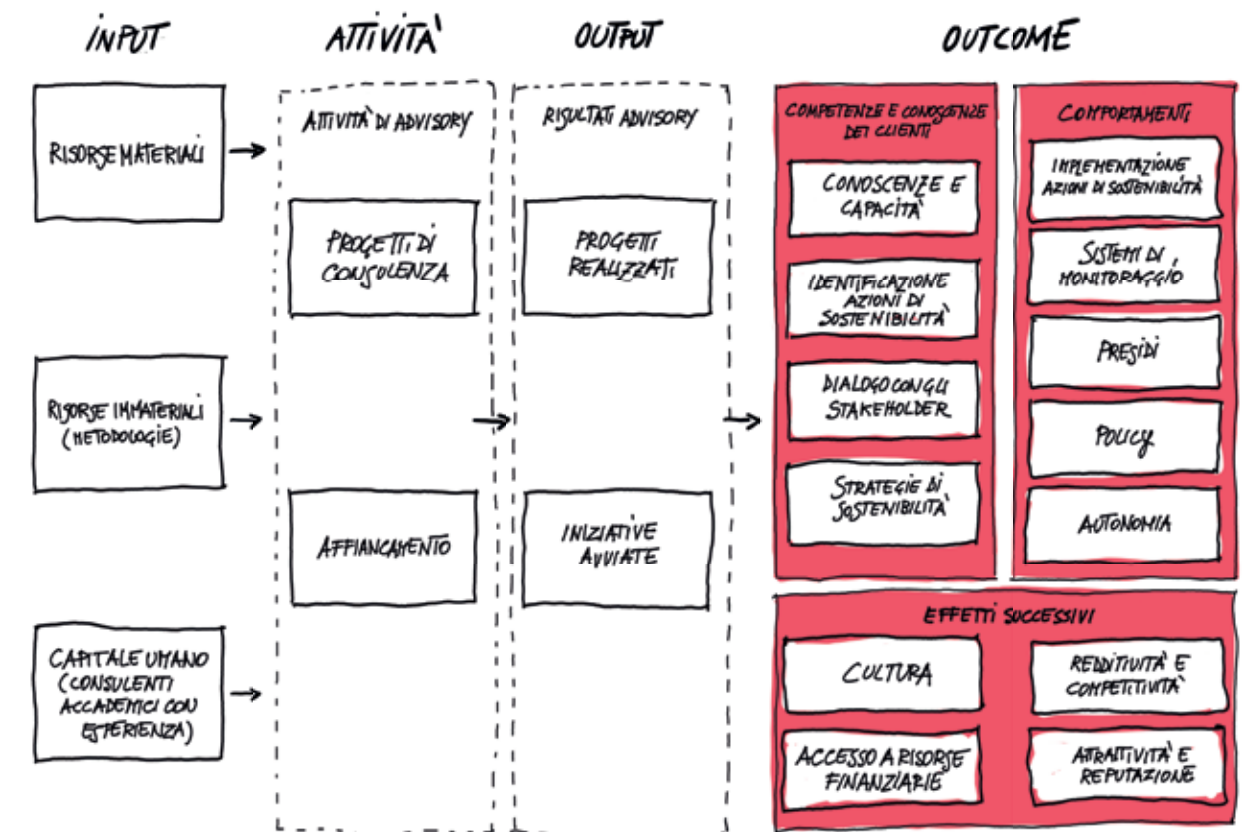 INPUT
ATTIVITÀ
OUTPUT
OUTCOME
RISORSE MATERIALI
RISORSE IMMATERIALI
(METODOLOGIE)
CAPITALE UMANO
(CONSULENTI
ACCADEMICI CON
ESPERIENZA)
ATTIVITÀ DI ADVISORY
PROGETTI DI
CONSULENZA
AFFIANCAMENTO
RISULTATI ADVISORY
PROGETTI
REALIZZATI
INIZIATIVE
AVVIATE
COMPETENZE E CONOSCENZE
DEI CLIENTI
CONOSCENZE E
CAPACITÀ
IDENTIFICAZIONE
AZIONI DI
SOSTENIBILITÀ
DIALOGO CON GLI
STAKEHOLDER
STRATEGIE DI
SOSTENIBILITÀ
COMPORTAMENTI
IMPLEMENTAZIONE
AZIONI DI SOSTENIBILITÀ
SISTEMI DI
MONITORAGGIO
PRESIDI
POLICY
AUTONOMIA
EFFETTI SUCCESSIVI
CULTURA
REDDITIVITÀ E
COMPETITIVITÀ
ACCESSO A RISORSE
FINANZIARIE
ATTRATTIVITÀ E
REPUTAZIONE